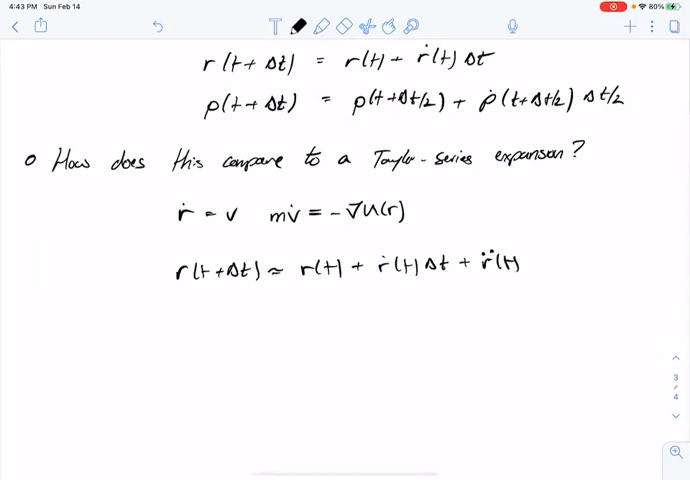 4:43 PM Sun Feb 14 80%
r(t + Δt) = r(t) + ṙ(t) Δt
p(t + Δt) = p(t + Δt/2) + ṗ(t + Δt/2) Δt/2
o How does this compare to a Taylor-series expansion?
ṙ = v m v̇ = -∇U(r)
r(t + Δt) ≈ r(t) + ṙ(t) Δt + r̈(t)
3
/
4